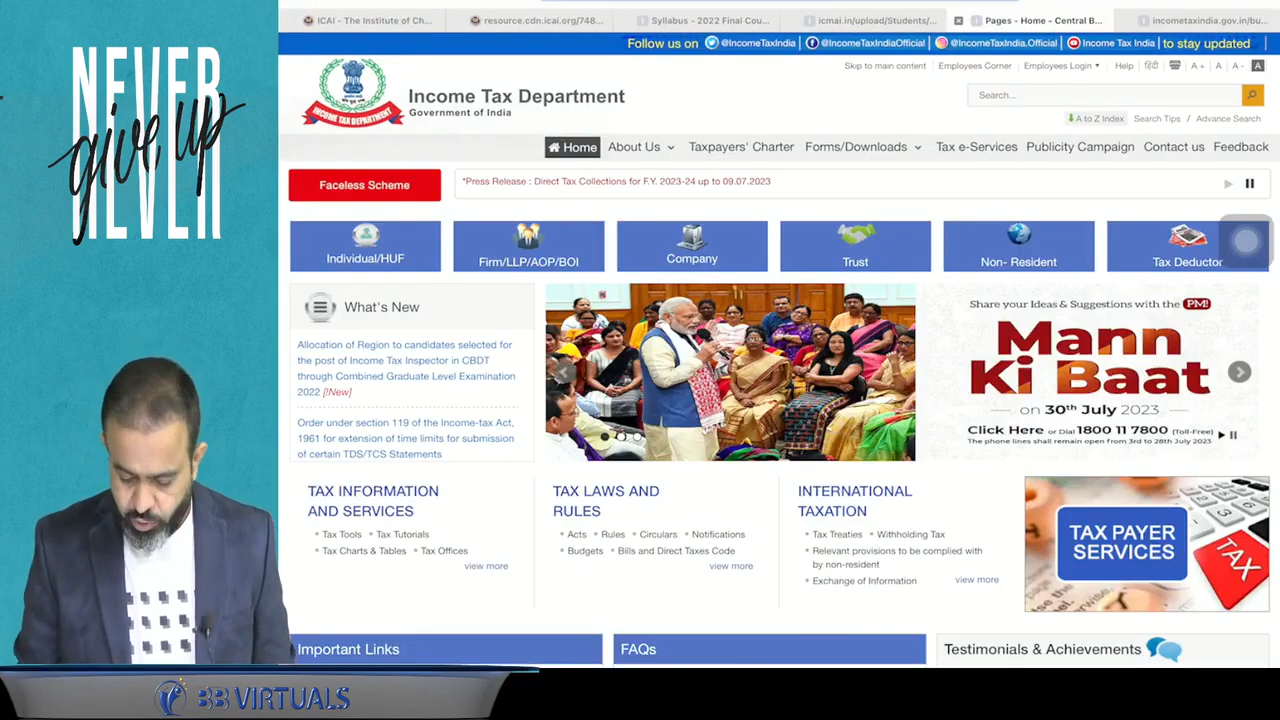 NEVER
give up
NEVER
ICAI - The Institute of Ch...
resource.cdn.icai.org/748...
Syllabus - 2022 Final Cou...
icmai.in/upload/Students/...
Pages - Home - Central B...
incometaxindia.gov.in/bu...
Follow us on @IncomeTaxIndia | @IncomeTaxIndiaOfficial | @IncomeTaxIndia.Official | Income Tax India | to stay updated |
Skip to main content | Employees Corner | Employees Login | Help | हिंदी | A + | A | A - | A
INCOME TAX DEPARTMENT
Income Tax Department
Government of India
Search...
A to Z Index Search Tips / Advance Search
Home About Us Taxpayers' Charter Forms/Downloads Tax e-Services Publicity Campaign Contact us Feedback
Faceless Scheme
*Press Release : Direct Tax Collections for F.Y. 2023-24 up to 09.07.2023
Individual/HUF
Firm/LLP/AOP/BOI
Company
Trust
Non- Resident
Tax Deductor
What's New
Allocation of Region to candidates selected for
the post of Income Tax Inspector in CBDT
through Combined Graduate Level Examination
2022 [!New]
Order under section 119 of the Income-tax Act,
1961 for extension of time limits for submission
of certain TDS/TCS Statements
Share your Ideas & Suggestions with the PM!
Mann
Ki Baat
on 30th July 2023
Click Here or Dial 1800 11 7800 (Toll-Free)
The phone lines shall remain open from 3rd to 28th July 2023
TAX INFORMATION
AND SERVICES
Tax Tools Tax Tutorials
Tax Charts & Tables Tax Offices
view more
TAX LAWS AND
RULES
Acts Rules Circulars Notifications
Budgets Bills and Direct Taxes Code
view more
INTERNATIONAL
TAXATION
Tax Treaties Withholding Tax
Relevant provisions to be complied with
by non-resident
Exchange of Information
view more
TAX PAYER
SERVICES
TAX
Important Links
FAQs
Testimonials & Achievements
BB VIRTUALS